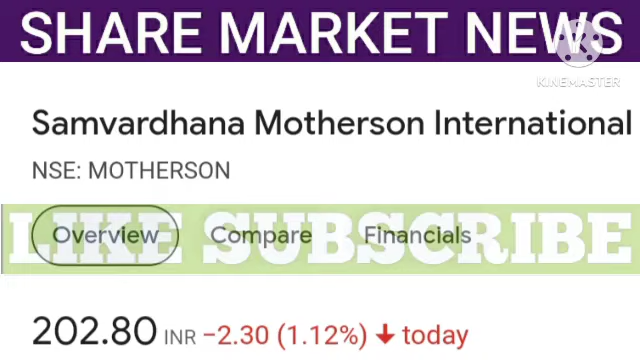 SHARE MARKET NEWS
KINEMASTER
Samvardhana Motherson International
NSE: MOTHERSON
LIKE SUBSCRIBE
Overview Compare Financials
202.80 INR −2.30 (1.12%) ↓ today